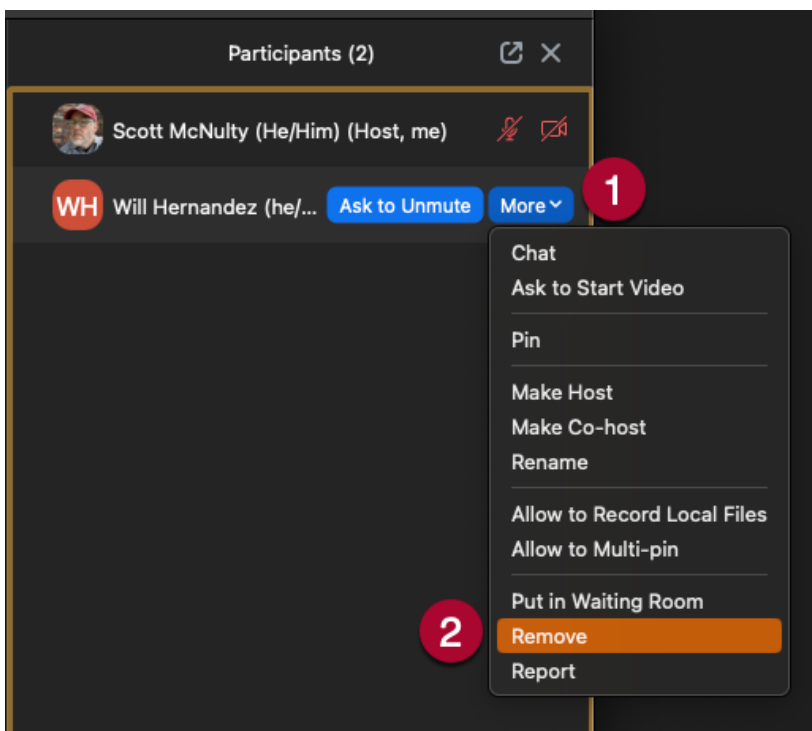 Participants (2)
Scott McNulty (He/Him) (Host, me)
WH Will Hernandez (he/... Ask to Unmute More 1
Chat
Ask to Start Video
Pin
Make Host
Make Co-host
Rename
Allow to Record Local Files
Allow to Multi-pin
Put in Waiting Room
2 Remove
Report